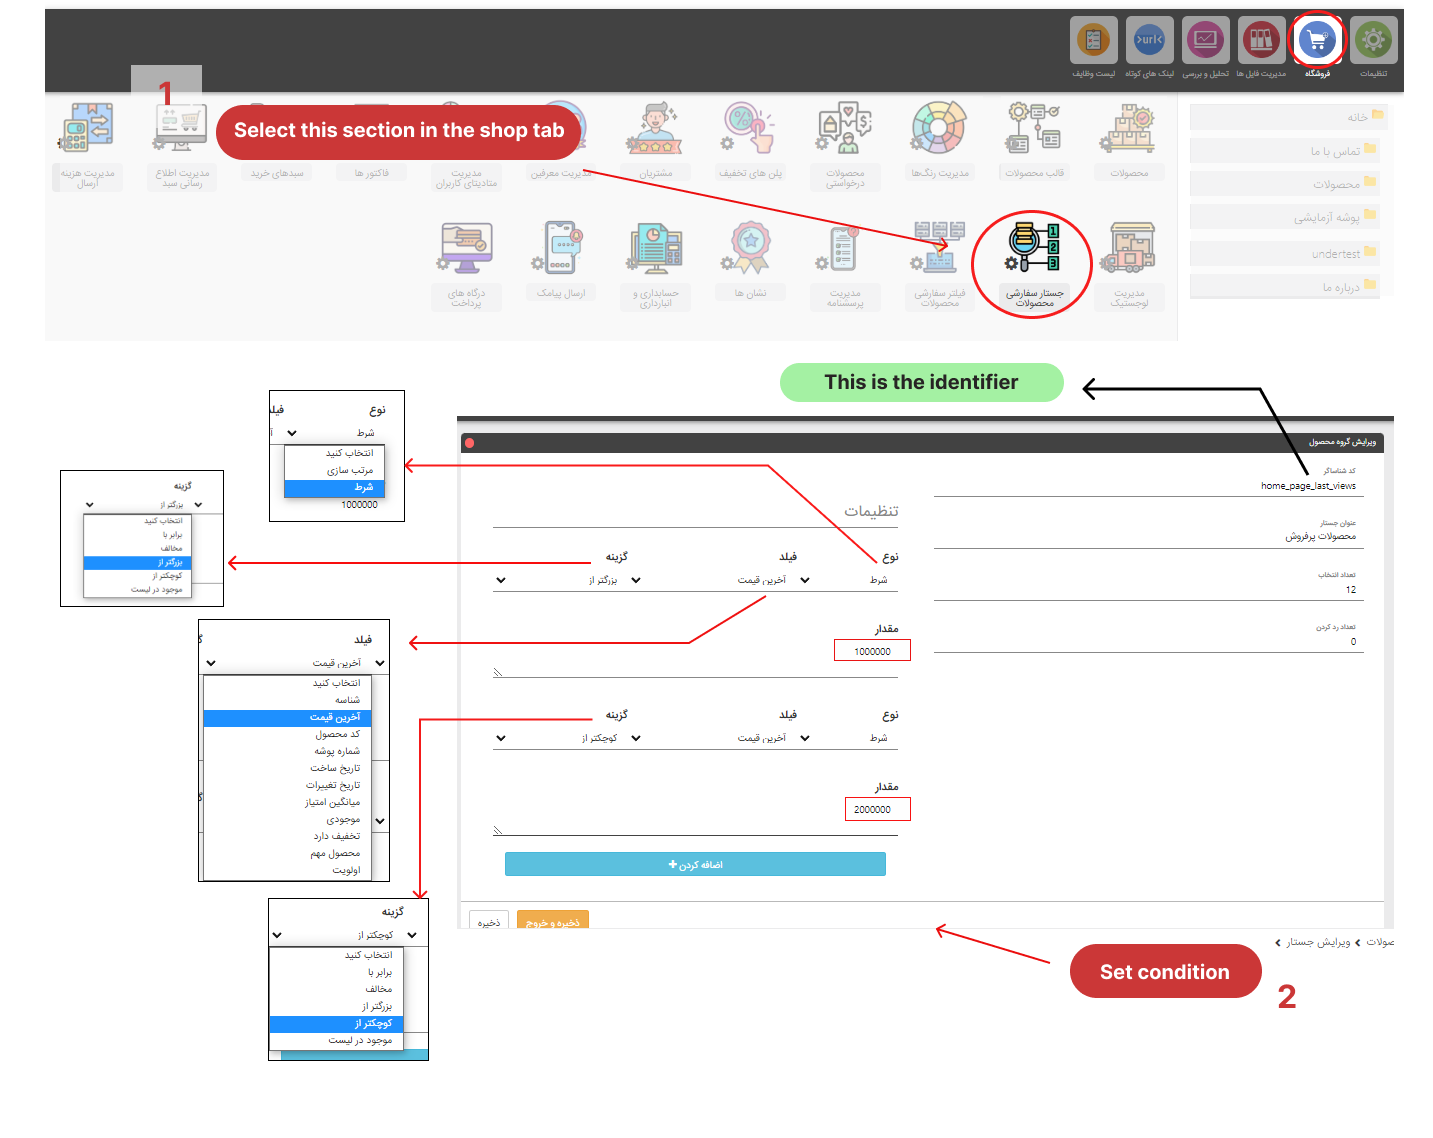 تنظیمات
فروشگاه
مدیریت فایل ها
تحلیل و بررسی
لینک های کوتاه
>url<
لیست وظایف
1
Select this section in the shop tab
خانه
تماس با ما
محصولات
پوشه آزمایشی
undertest
درباره ما
محصولات
قالب محصولات
مدیریت رنگ‌ها
محصولات
درخواستی
پلن های تخفیف
مشتریان
مدیریت معرفین
مدیریت
متادیتای کاربران
فاکتور ها
سبدهای خرید
مدیریت اطلاع
رسانی سبد
مدیریت هزینه
ارسال
مدیریت
لوجستیک
1
2
3
جستار سفارشی
محصولات
فیلتر سفارشی
محصولات
مدیریت
پرسشنامه
نشان ها
حسابداری و
انبارداری
ارسال پیامک
درگاه های
پرداخت
This is the identifier
ویرایش گروه محصول
کد شناساگر
home_page_last_views
عنوان جستار
محصولات پرفروش
تعداد انتخاب
12
تعداد رد کردن
0
تنظیمات
نوع فیلد گزینه
شرط آخرین قیمت بزرگتر از
مقدار
1000000
نوع فیلد گزینه
شرط آخرین قیمت کوچکتر از
مقدار
2000000
اضافه کردن +
ذخیره و خروج
ذخیره
صولات
ویرایش جستار
Set condition
2
نوع
شرط
انتخاب کنید
مرتب سازی
شرط
1000000
گزینه
بزرگتر از
انتخاب کنید
برابر با
مخالف
بزرگتر از
کوچکتر از
موجود در لیست
فیلد
آخرین قیمت
انتخاب کنید
شناسه
آخرین قیمت
کد محصول
شماره پوشه
تاریخ ساخت
تاریخ تغییرات
میانگین امتیاز
موجودی
تخفیف دارد
محصول مهم
اولویت
گزینه
کوچکتر از
انتخاب کنید
برابر با
مخالف
بزرگتر از
کوچکتر از
موجود در لیست